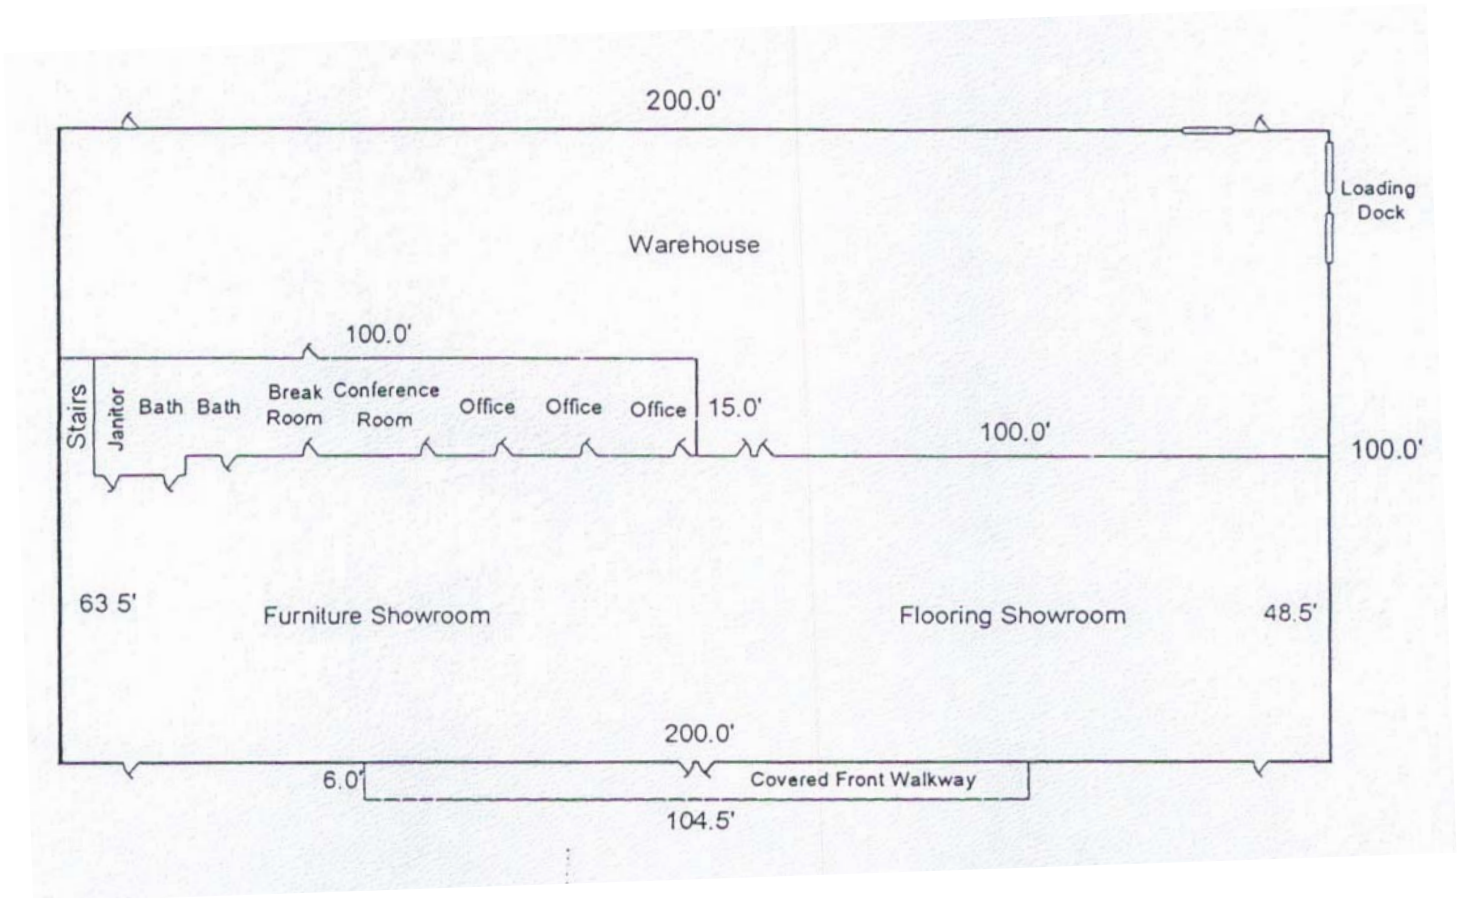 200.0'
Loading
Dock
Warehouse
100.0'
Stairs
Janitor
Bath Bath
Break
Room
Conference
Room
Office
Office
Office
15.0'
100.0'
100.0'
63 5'
Furniture Showroom
Flooring Showroom
48.5'
200.0'
6.0'
Covered Front Walkway
104.5'